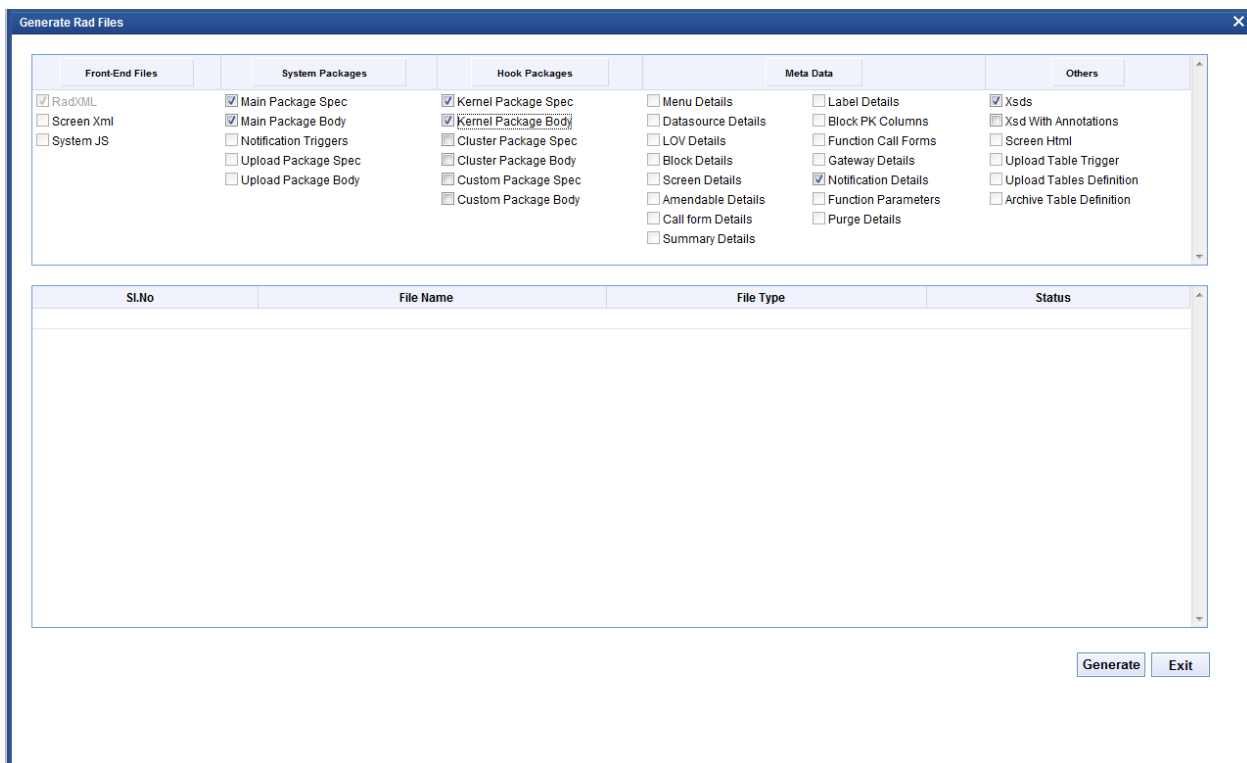 Generate Rad Files
Front-End Files System Packages Hook Packages Meta Data Others
RadXML Main Package Spec Kernel Package Spec Menu Details Label Details Xsds
Screen Xml Main Package Body Kernel Package Body Datasource Details Block PK Columns Xsd With Annotations
System JS Notification Triggers Cluster Package Spec LOV Details Function Call Forms Screen Html
Upload Package Spec Cluster Package Body Block Details Gateway Details Upload Table Trigger
Upload Package Body Custom Package Spec Screen Details Notification Details Upload Tables Definition
Custom Package Body Amendable Details Function Parameters Archive Table Definition
Call form Details Purge Details
Summary Details
Sl.No File Name File Type Status
Generate Exit